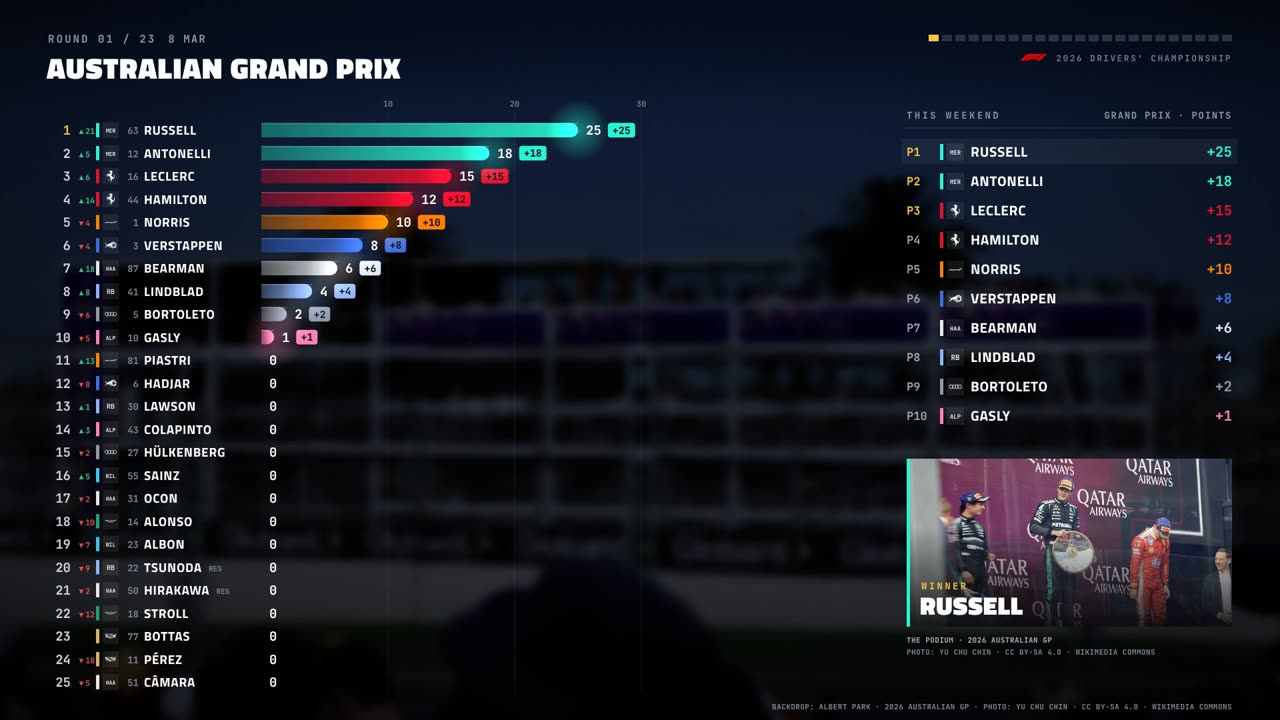 ROUND 01 / 23 8 MAR
AUSTRALIAN GRAND PRIX
2026 DRIVERS' CHAMPIONSHIP
10 20 30
1 ▲21 MER 63 RUSSELL 25 +25
2 ▲5 MER 12 ANTONELLI 18 +18
3 ▲6 16 LECLERC 15 +15
4 ▲14 44 HAMILTON 12 +12
5 ▼4 1 NORRIS 10 +10
6 ▼4 3 VERSTAPPEN 8 +8
7 ▲18 HAA 87 BEARMAN 6 +6
8 ▲8 RB 41 LINDBLAD 4 +4
9 ▼6 5 BORTOLETO 2 +2
10 ▼5 ALP 10 GASLY 1 +1
11 ▲13 81 PIASTRI 0
12 ▼8 6 HADJAR 0
13 ▲1 RB 30 LAWSON 0
14 ▲3 ALP 43 COLAPINTO 0
15 ▼2 27 HÜLKENBERG 0
16 ▲5 WIL 55 SAINZ 0
17 ▼2 HAA 31 OCON 0
18 ▼10 14 ALONSO 0
19 ▼7 WIL 23 ALBON 0
20 ▼9 RB 22 TSUNODA RES 0
21 ▼2 HAA 50 HIRAKAWA RES 0
22 ▼12 18 STROLL 0
23 77 BOTTAS 0
24 ▼18 11 PÉREZ 0
25 ▼5 HAA 51 CÂMARA 0
THIS WEEKEND GRAND PRIX · POINTS
P1 MER RUSSELL +25
P2 MER ANTONELLI +18
P3 LECLERC +15
P4 HAMILTON +12
P5 NORRIS +10
P6 VERSTAPPEN +8
P7 HAA BEARMAN +6
P8 RB LINDBLAD +4
P9 BORTOLETO +2
P10 ALP GASLY +1
QATAR AIRWAYS
QATAR AIRWAYS
QATAR AIRWAYS
QATAR AIRWAYS
WINNER
RUSSELL
THE PODIUM · 2026 AUSTRALIAN GP
PHOTO: YU CHU CHIN · CC BY-SA 4.0 · WIKIMEDIA COMMONS
BACKDROP: ALBERT PARK · 2026 AUSTRALIAN GP · PHOTO: YU CHU CHIN · CC BY-SA 4.0 · WIKIMEDIA COMMONS